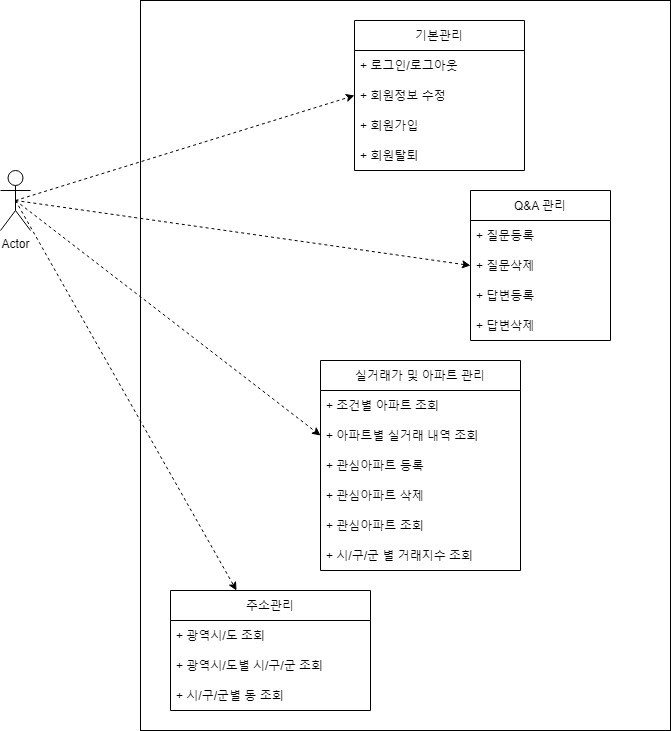 기본관리
+ 로그인/로그아웃
+ 회원정보 수정
+ 회원가입
+ 회원탈퇴
Actor
Q&A 관리
+ 질문등록
+ 질문삭제
+ 답변등록
+ 답변삭제
실거래가 및 아파트 관리
+ 조건별 아파트 조회
+ 아파트별 실거래 내역 조회
+ 관심아파트 등록
+ 관심아파트 삭제
+ 관심아파트 조회
+ 시/구/군 별 거래지수 조회
주소관리
+ 광역시/도 조회
+ 광역시/도별 시/구/군 조회
+ 시/구/군별 동 조회